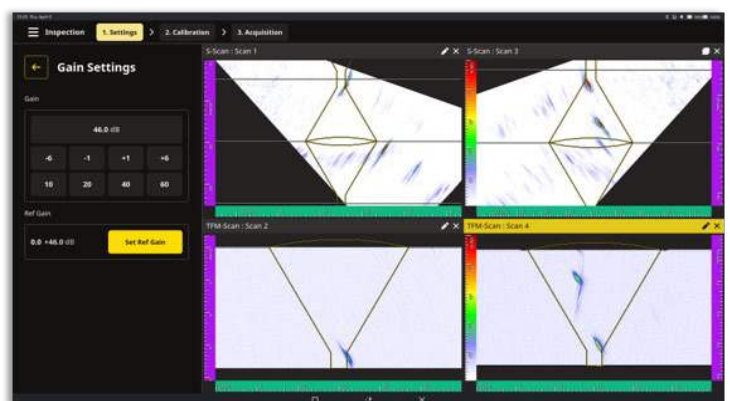 Inspection
1. Settings
>
2. Calibration
>
3. Acquisition
Gain Settings
Gain
46.0 dB
-6
-1
+1
+6
10
20
40
60
Ref Gain
0.0 +46.0 dB
Set Ref Gain
S-Scan : Scan 1
S-Scan : Scan 3
TFM-Scan : Scan 2
TFM-Scan : Scan 4